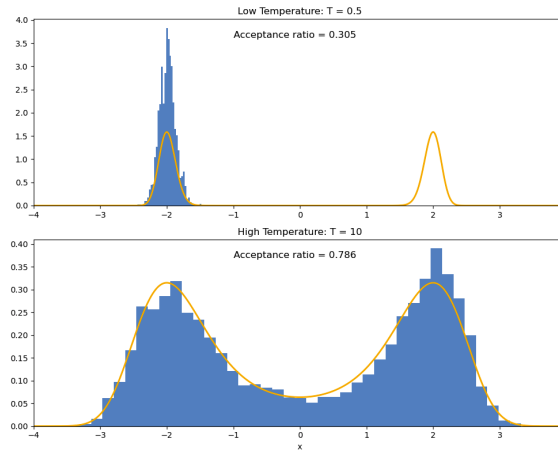 Low Temperature: T = 0.5
Acceptance ratio = 0.305
4.0
3.5
3.0
2.5
2.0
1.5
1.0
0.5
0.0
−4 −3 −2 −1 0 1 2 3
High Temperature: T = 10
Acceptance ratio = 0.786
0.40
0.35
0.30
0.25
0.20
0.15
0.10
0.05
0.00
−4 −3 −2 −1 0 1 2 3
x